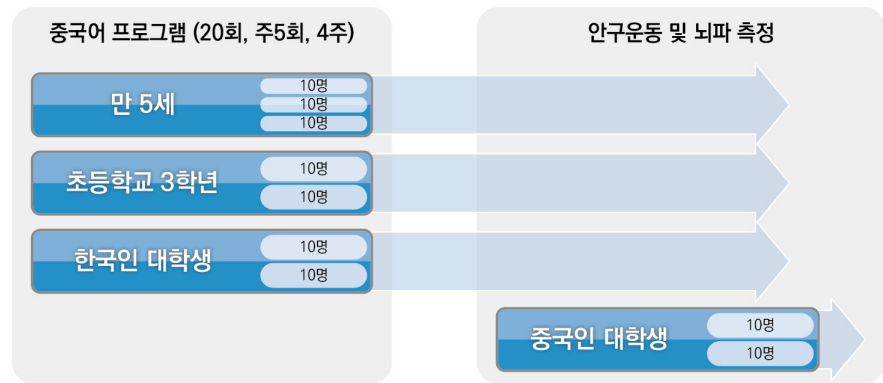 중국어 프로그램 (20회, 주5회, 4주)
안구운동 및 뇌파 측정
만 5세
10명
10명
10명
초등학교 3학년
10명
10명
한국인 대학생
10명
10명
중국인 대학생
10명
10명